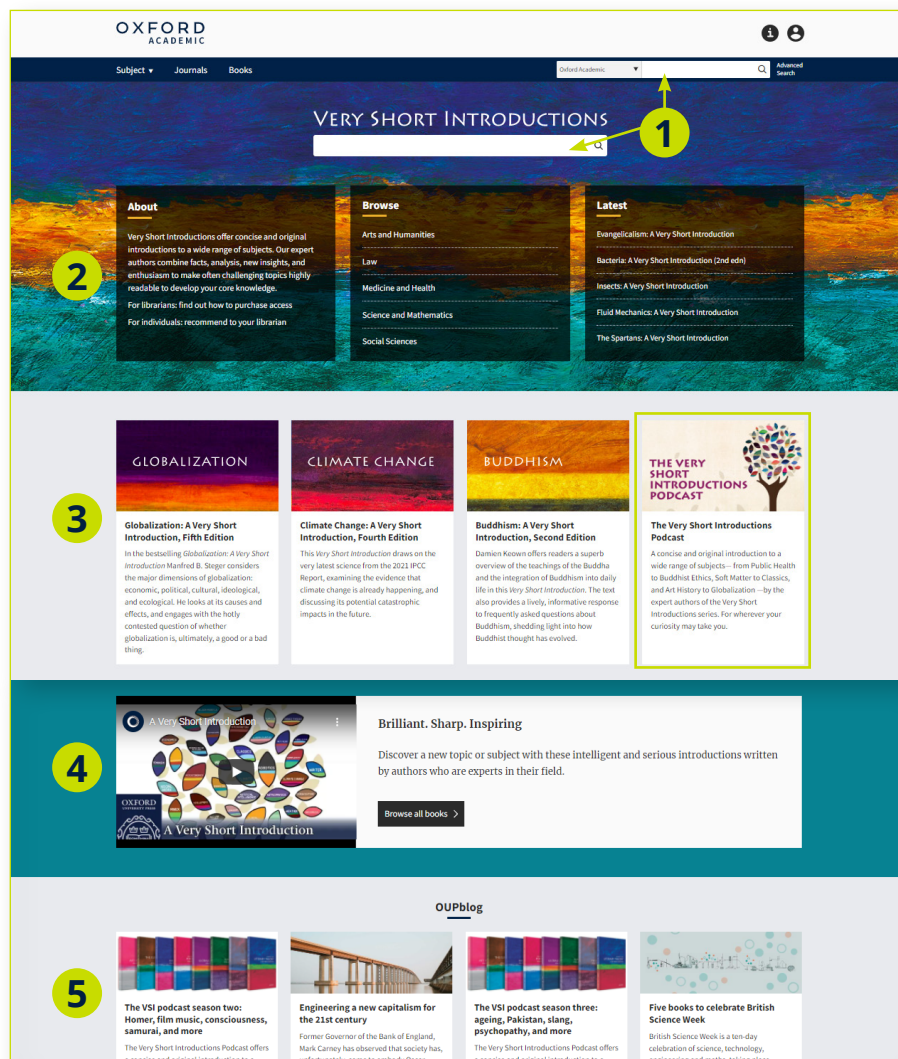 OXFORD
ACADEMIC
Subject ▾ Journals Books
Oxford Academic ▼
Advanced
Search
VERY SHORT INTRODUCTIONS
1
2
About
Very Short Introductions offer concise and original
introductions to a wide range of subjects. Our expert
authors combine facts, analysis, new insights, and
enthusiasm to make often challenging topics highly
readable to develop your core knowledge.
For librarians: find out how to purchase access
For individuals: recommend to your librarian
Browse
Arts and Humanities
Law
Medicine and Health
Science and Mathematics
Social Sciences
Latest
Evangelicalism: A Very Short Introduction
Bacteria: A Very Short Introduction (2nd edn)
Insects: A Very Short Introduction
Fluid Mechanics: A Very Short Introduction
The Spartans: A Very Short Introduction
3
GLOBALIZATION
Globalization: A Very Short
Introduction, Fifth Edition
In the bestselling Globalization: A Very Short
Introduction Manfred B. Steger considers
the major dimensions of globalization:
economic, political, cultural, ideological,
and ecological. He looks at its causes and
effects, and engages with the hotly
contested question of whether
globalization is, ultimately, a good or a bad
thing.
CLIMATE CHANGE
Climate Change: A Very Short
Introduction, Fourth Edition
This Very Short Introduction draws on the
very latest science from the 2021 IPCC
Report, examining the evidence that
climate change is already happening, and
discussing its potential catastrophic
impacts in the future.
BUDDHISM
Buddhism: A Very Short
Introduction, Second Edition
Damien Keown offers readers a superb
overview of the teachings of the Buddha
and the integration of Buddhism into daily
life in this Very Short Introduction. The text
also provides a lively, informative response
to frequently asked questions about
Buddhism, shedding light into how
Buddhist thought has evolved.
THE VERY
SHORT
INTRODUCTIONS
PODCAST
The Very Short Introductions
Podcast
A concise and original introduction to a
wide range of subjects— from Public Health
to Buddhist Ethics, Soft Matter to Classics,
and Art History to Globalization —by the
expert authors of the Very Short
Introductions series. For wherever your
curiosity may take you.
4
A Very Short Introduction
OXFORD
UNIVERSITY PRESS
A Very Short Introduction
Brilliant. Sharp. Inspiring
Discover a new topic or subject with these intelligent and serious introductions written
by authors who are experts in their field.
Browse all books >
OUPblog
5
The VSI podcast season two:
Homer, film music, consciousness,
samurai, and more
The VSI Short Introductions Podcast offers
Engineering a new capitalism for
the 21st century
Former Governor of the Bank of England,
Mark Carney has observed that society has,
The VSI podcast season three:
ageing, Pakistan, slang,
psychopathy, and more
The Very Short Introductions Podcast offers
Five books to celebrate British
Science Week
British Science Week is a ten-day
celebration of science, technology,